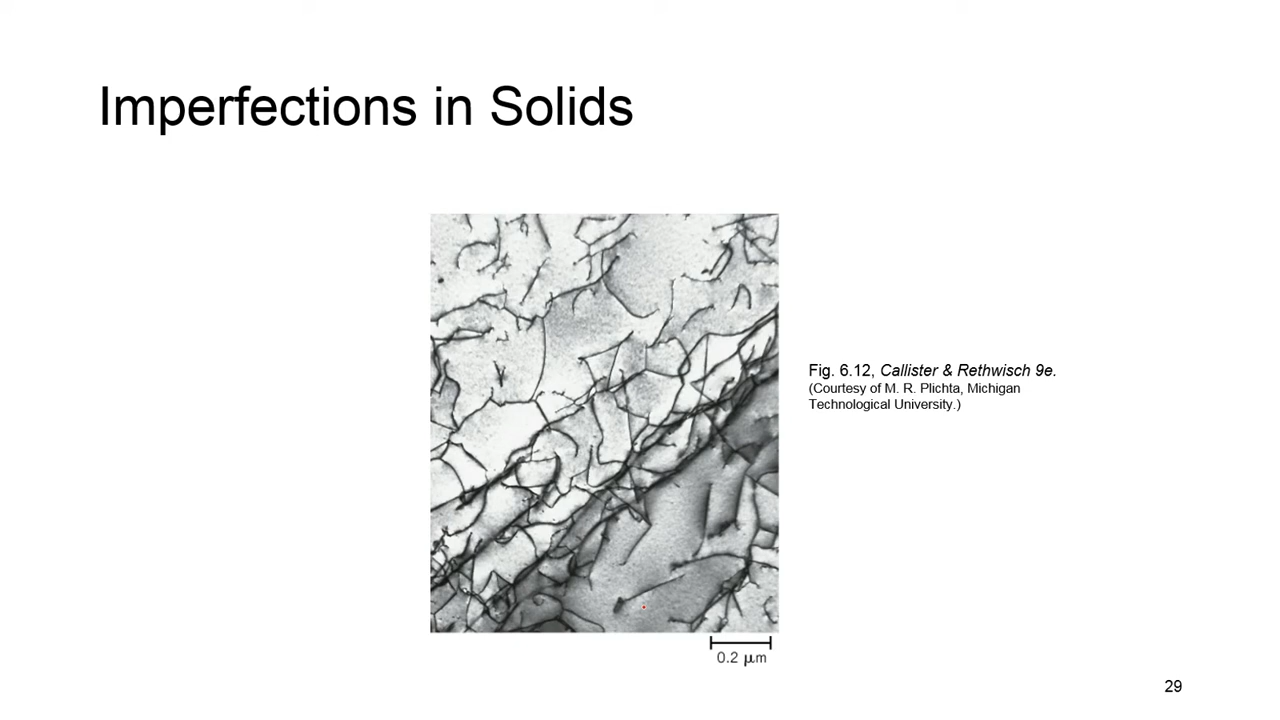 Imperfections in Solids
Fig. 6.12, Callister & Rethwisch 9e.
(Courtesy of M. R. Plichta, Michigan
Technological University.)
0.2 μm
29